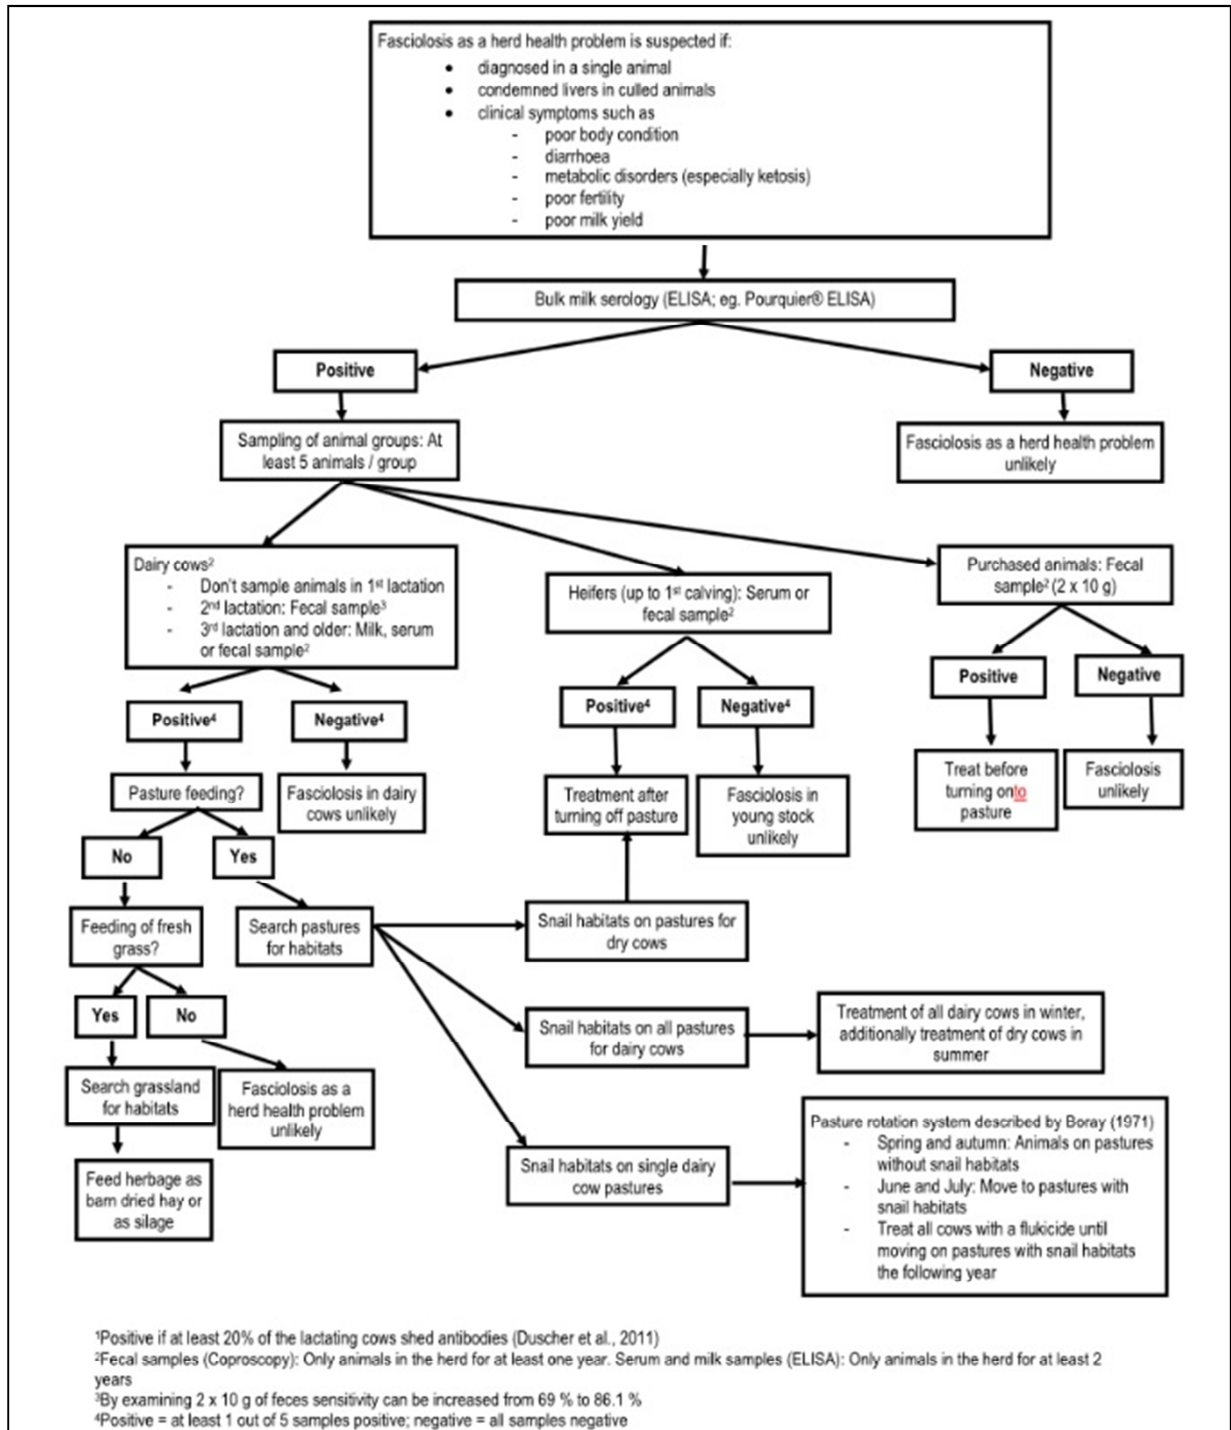 Fasciolosis as a herd health problem is suspected if:
• diagnosed in a single animal
• condemned livers in culled animals
• clinical symptoms such as
- poor body condition
- diarrhoea
- metabolic disorders (especially ketosis)
- poor fertility
- poor milk yield
Bulk milk serology (ELISA; eg. Pourquier® ELISA)
Positive
Negative
Sampling of animal groups: At
least 5 animals / group
Fasciolosis as a herd health problem
unlikely
Dairy cows²
- Don't sample animals in 1st lactation
- 2nd lactation: Fecal sample³
- 3rd lactation and older: Milk, serum
or fecal sample²
Heifers (up to 1st calving): Serum or
fecal sample²
Purchased animals: Fecal
sample² (2 x 10 g)
Positive⁴
Negative⁴
Positive⁴
Negative⁴
Positive
Negative
Pasture feeding?
Fasciolosis in dairy
cows unlikely
Treatment after
turning off pasture
Fasciolosis in
young stock
unlikely
Treat before
turning onto
pasture
Fasciolosis
unlikely
No
Yes
Feeding of fresh
grass?
Search pastures
for habitats
Snail habitats on pastures for
dry cows
Yes
No
Snail habitats on all pastures
for dairy cows
Treatment of all dairy cows in winter,
additionally treatment of dry cows in
summer
Search grassland
for habitats
Fasciolosis as a
herd health problem
unlikely
Feed herbage as
barn dried hay or
as silage
Snail habitats on single dairy
cow pastures
Pasture rotation system described by Boray (1971)
- Spring and autumn: Animals on pastures
without snail habitats
- June and July: Move to pastures with
snail habitats
- Treat all cows with a flukicide until
moving on pastures with snail habitats
the following year
¹Positive if at least 20% of the lactating cows shed antibodies (Duscher et al., 2011)
²Fecal samples (Coproscopy): Only animals in the herd for at least one year. Serum and milk samples (ELISA): Only animals in the herd for at least 2
years
³By examining 2 x 10 g of feces sensitivity can be increased from 69 % to 86.1 %
⁴Positive = at least 1 out of 5 samples positive; negative = all samples negative